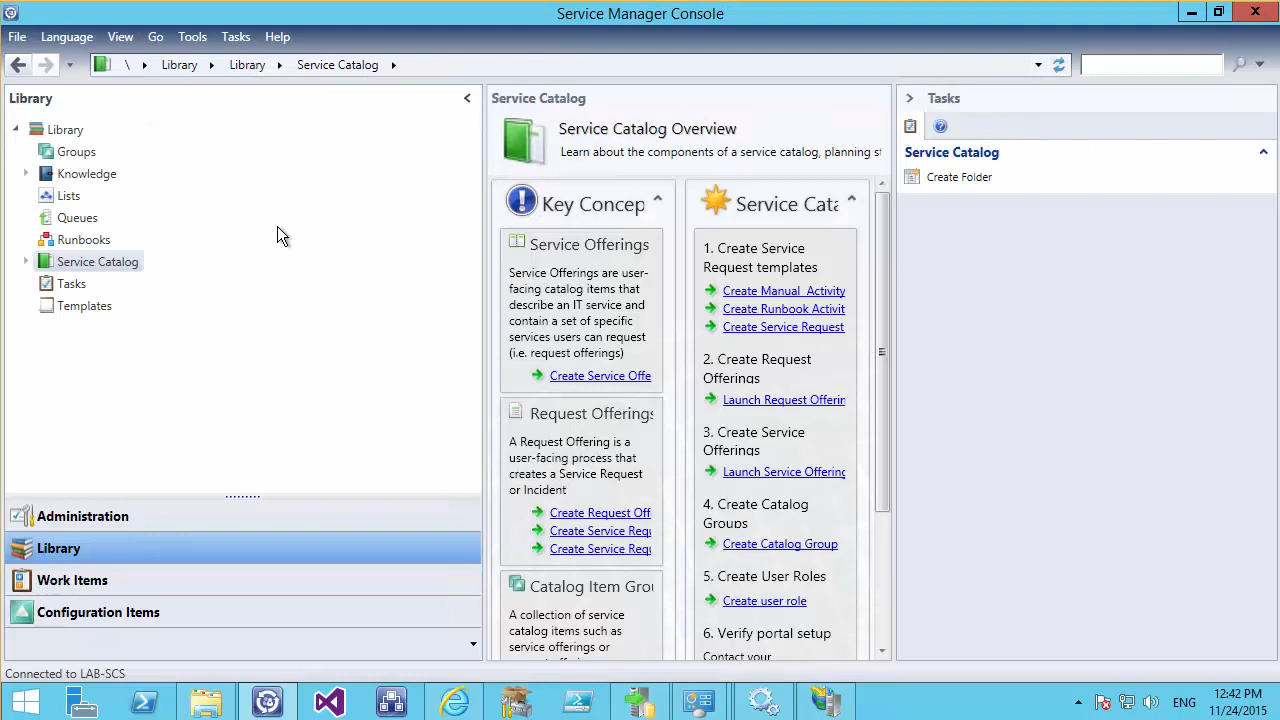 Service Manager Console
File Language View Go Tools Tasks Help
\ Library Library Service Catalog
Library
Library
Groups
Knowledge
Lists
Queues
Runbooks
Service Catalog
Tasks
Templates
Administration
Library
Work Items
Configuration Items
Service Catalog
Service Catalog Overview
Learn about the components of a service catalog, planning st
Key Concep
Service Offerings
Service Offerings are user-
facing catalog items that
describe an IT service and
contain a set of specific
services users can request
(i.e. request offerings)
Create Service Offe
Request Offerings
A Request Offering is a
user-facing process that
creates a Service Request
or Incident
Create Request Off
Create Service Requ
Create Service Requ
Catalog Item Grou
A collection of service
catalog items such as
service offerings or
Service Cata
1. Create Service
Request templates
Create Manual Activity
Create Runbook Activit
Create Service Request
2. Create Request
Offerings
Launch Request Offerin
3. Create Service
Offerings
Launch Service Offering
4. Create Catalog
Groups
Create Catalog Group
5. Create User Roles
Create user role
6. Verify portal setup
Contact your
Tasks
Service Catalog
Create Folder
Connected to LAB-SCS
ENG
12:42 PM
11/24/2015